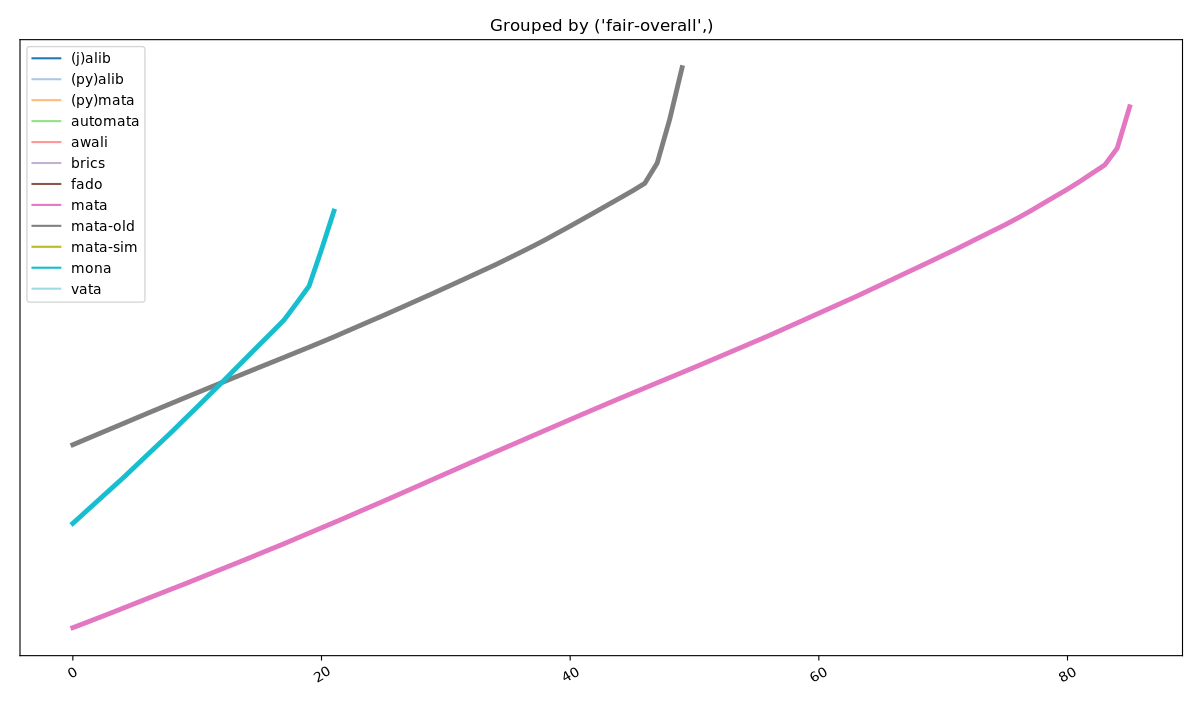 Grouped by ('fair-overall',)
(j)alib
(py)alib
(py)mata
automata
awali
brics
fado
mata
mata-old
mata-sim
mona
vata
0
20
40
60
80